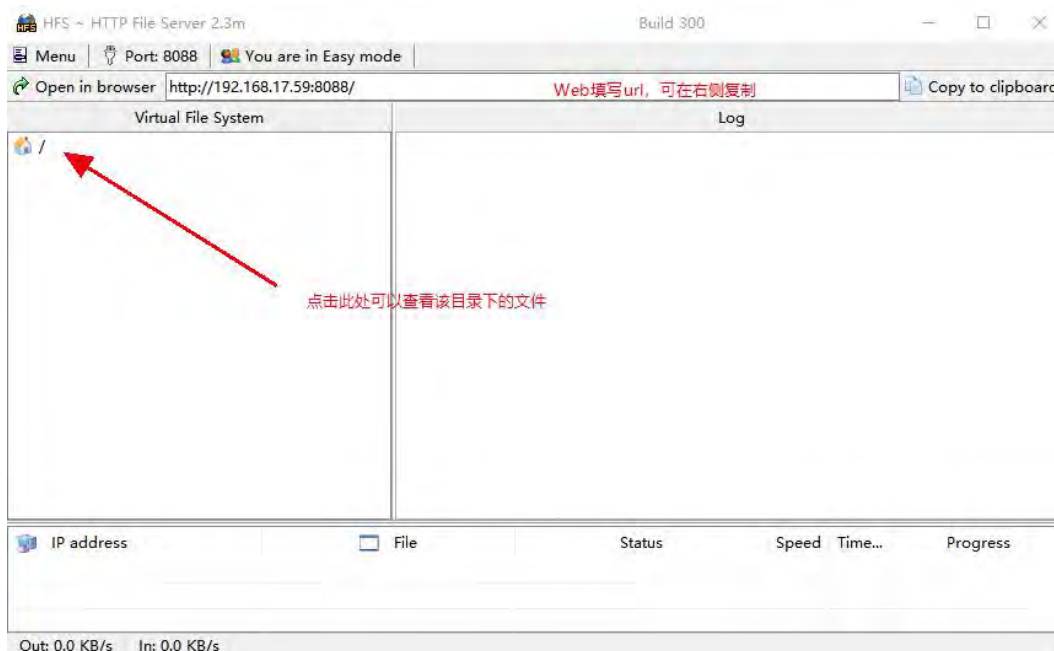 HFS ~ HTTP File Server 2.3m Build 300
Menu Port: 8088 You are in Easy mode
Open in browser http://192.168.17.59:8088/ Web填写url，可在右侧复制 Copy to clipboard
Virtual File System Log
/
点击此处可以查看该目录下的文件
IP address File Status Speed Time... Progress
Out: 0.0 KB/s In: 0.0 KB/s